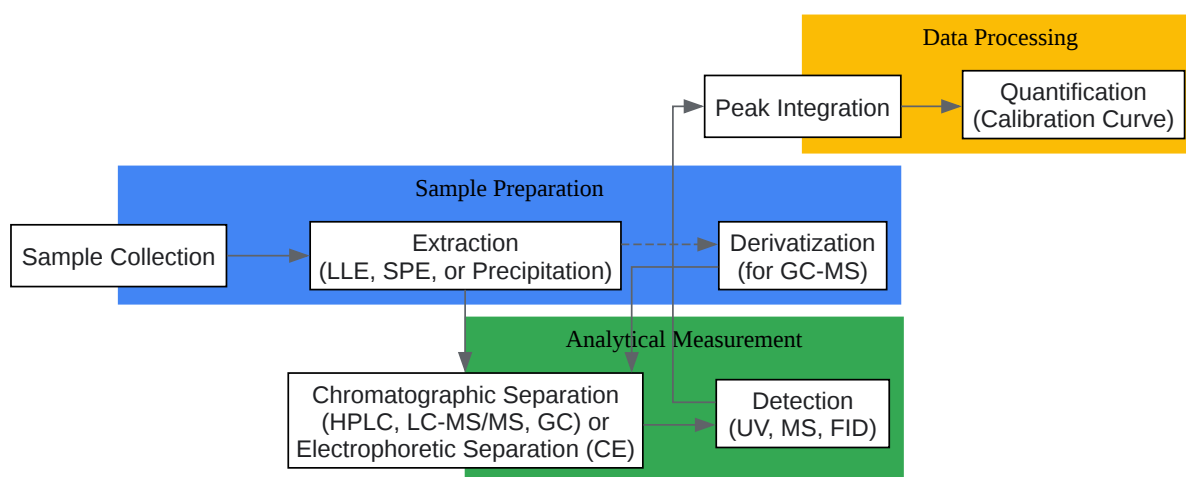 Data Processing
Peak Integration
Quantification
(Calibration Curve)
Sample Preparation
Sample Collection
Extraction
(LLE, SPE, or Precipitation)
Derivatization
(for GC-MS)
Analytical Measurement
Chromatographic Separation
(HPLC, LC-MS/MS, GC) or
Electrophoretic Separation (CE)
Detection
(UV, MS, FID)